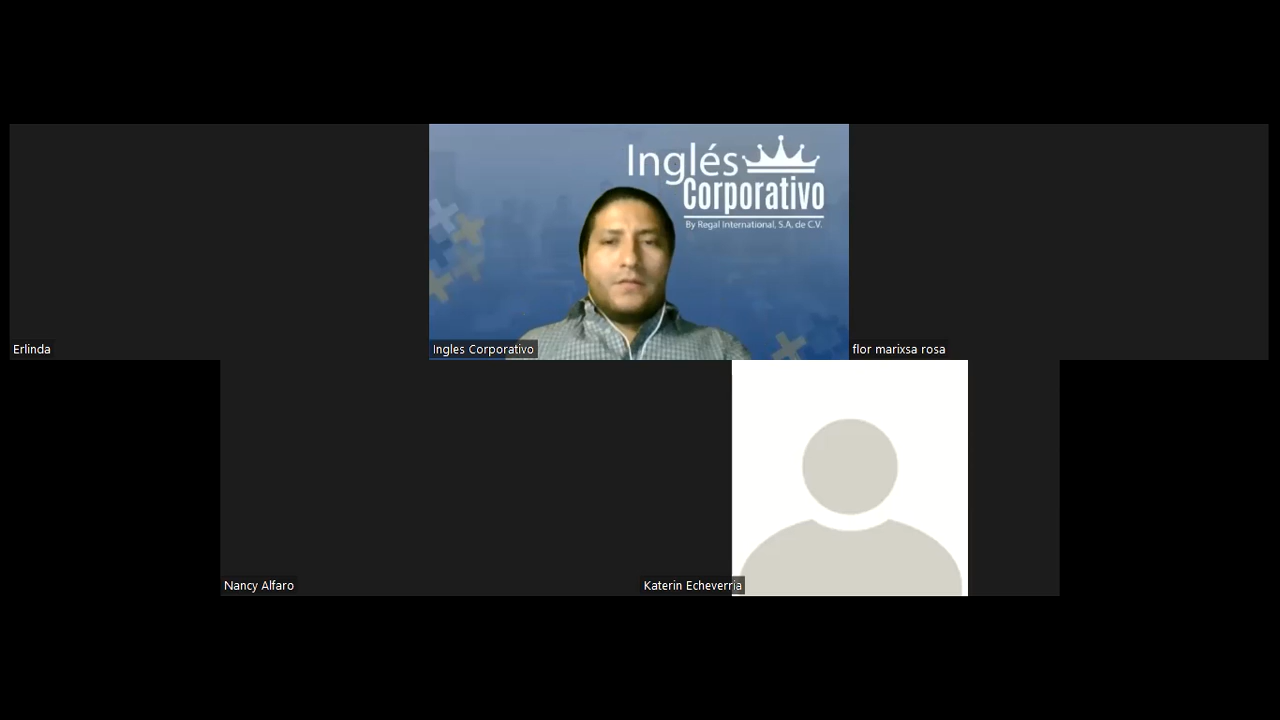 Inglés
Corporativo
By Regal International, S.A. de C.V.
Erlinda
Ingles Corporativo
flor marixsa rosa
Nancy Alfaro
Katerin Echeverria